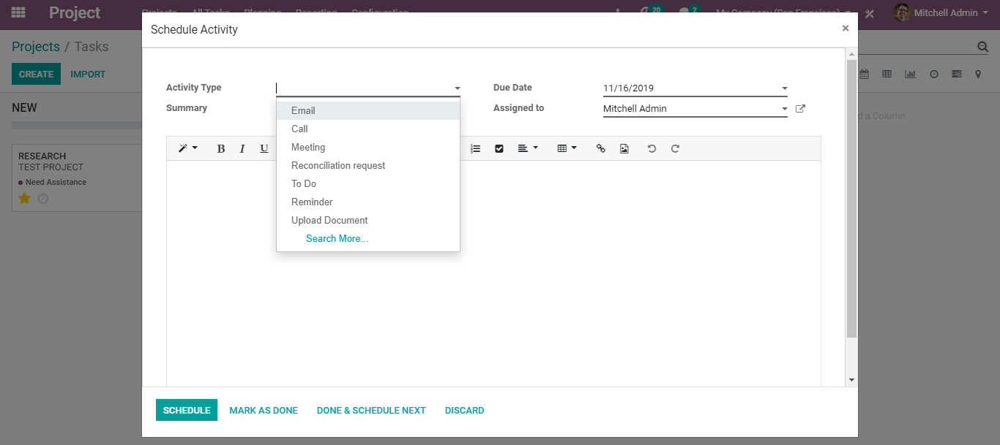 Project
Projects All Tasks Planning Reporting Configuration
20
2
My Company (San Francisco)
Mitchell Admin
Schedule Activity
×
Projects / Tasks
CREATE
IMPORT
Activity Type
Due Date
11/16/2019
Summary
Assigned to
Mitchell Admin
NEW
d a Column
Email
Call
Meeting
Reconciliation request
To Do
Reminder
Upload Document
Search More...
B I U
RESEARCH
TEST PROJECT
Need Assistance
SCHEDULE
MARK AS DONE
DONE & SCHEDULE NEXT
DISCARD